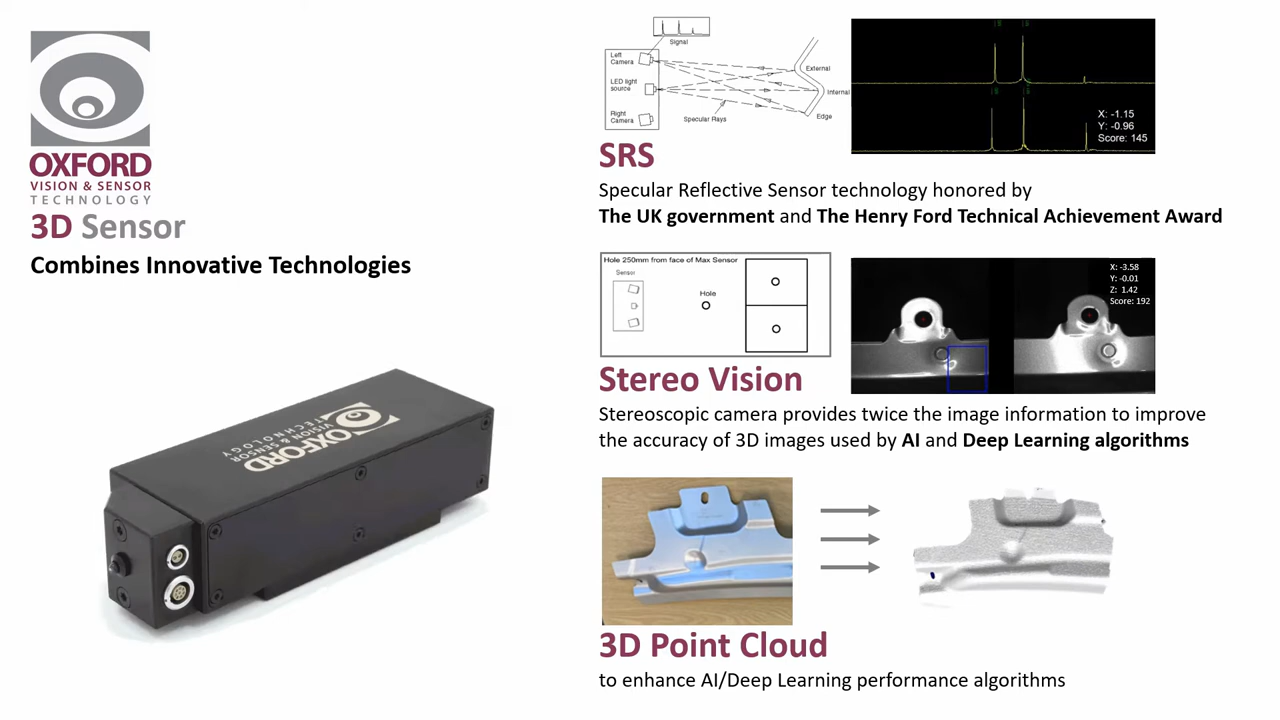 OXFORD
VISION & SENSOR
TECHNOLOGY
3D Sensor
Combines Innovative Technologies
OXFORD
VISION & SENSOR
TECHNOLOGY
Signal
Left
Camera
LED light
source
Right
Camera
Specular Rays
External
Internal
Edge
X: -1.15
Y: -0.96
Score: 145
SRS
Specular Reflective Sensor technology honored by
The UK government and The Henry Ford Technical Achievement Award
Hole 250mm from face of Max Sensor
Sensor
Hole
X: -3.58
Y: -0.01
Z: 1.42
Score: 192
Stereo Vision
Stereoscopic camera provides twice the image information to improve
the accuracy of 3D images used by AI and Deep Learning algorithms
3D Point Cloud
to enhance AI/Deep Learning performance algorithms